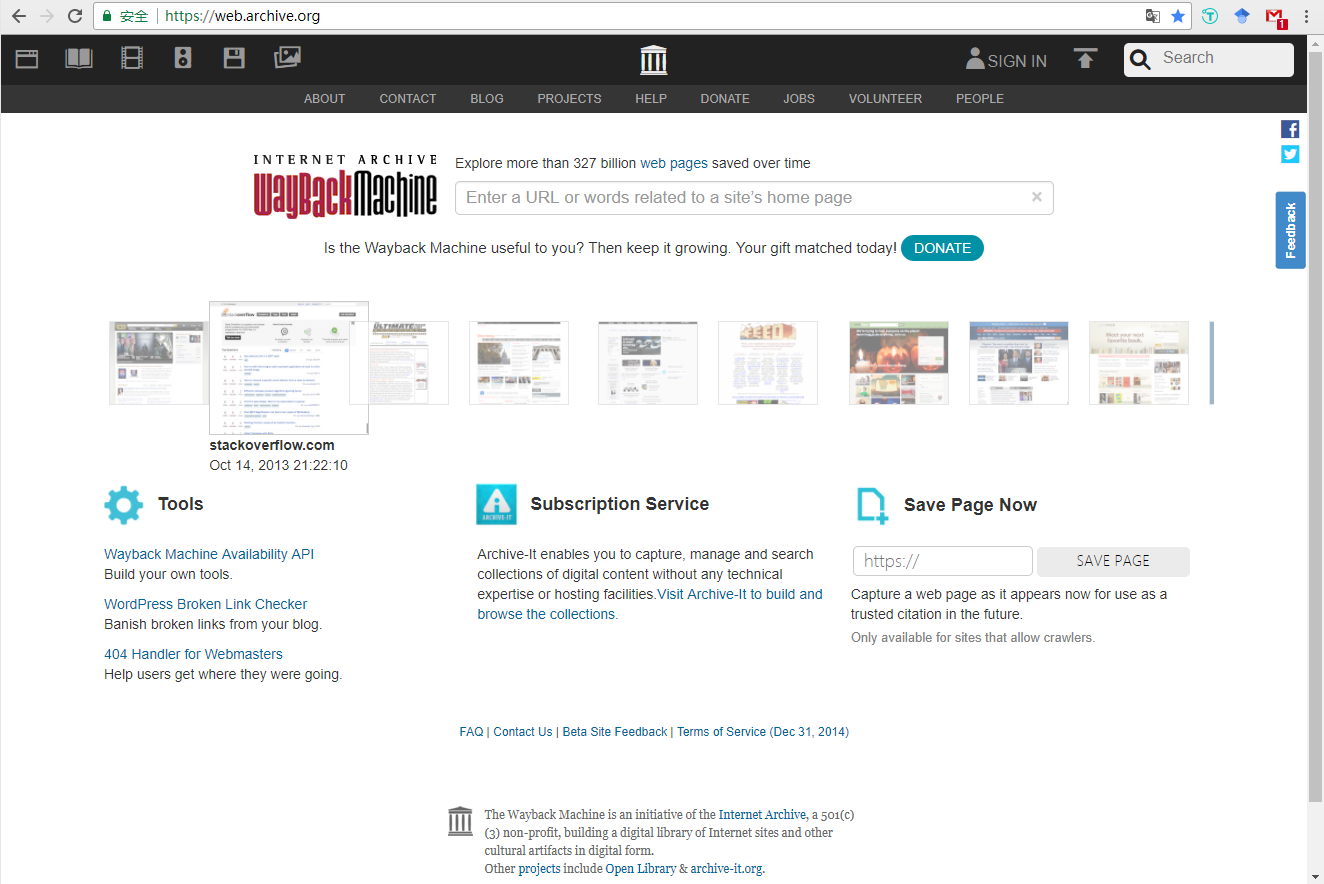 安全 https://web.archive.org
1
SIGN IN
Search
ABOUT CONTACT BLOG PROJECTS HELP DONATE JOBS VOLUNTEER PEOPLE
INTERNET ARCHIVE
WayBackMachine
Explore more than 327 billion web pages saved over time
Enter a URL or words related to a site's home page
Is the Wayback Machine useful to you? Then keep it growing. Your gift matched today! DONATE
Feedback
stackoverflow.com
Oct 14, 2013 21:22:10
Tools
Wayback Machine Availability API
Build your own tools.
WordPress Broken Link Checker
Banish broken links from your blog.
404 Handler for Webmasters
Help users get where they were going.
ARCHIVE-IT
Subscription Service
Archive-It enables you to capture, manage and search
collections of digital content without any technical
expertise or hosting facilities.Visit Archive-It to build and
browse the collections.
Save Page Now
https:// SAVE PAGE
Capture a web page as it appears now for use as a
trusted citation in the future.
Only available for sites that allow crawlers.
FAQ | Contact Us | Beta Site Feedback | Terms of Service (Dec 31, 2014)
The Wayback Machine is an initiative of the Internet Archive, a 501(c)
(3) non-profit, building a digital library of Internet sites and other
cultural artifacts in digital form.
Other projects include Open Library & archive-it.org.